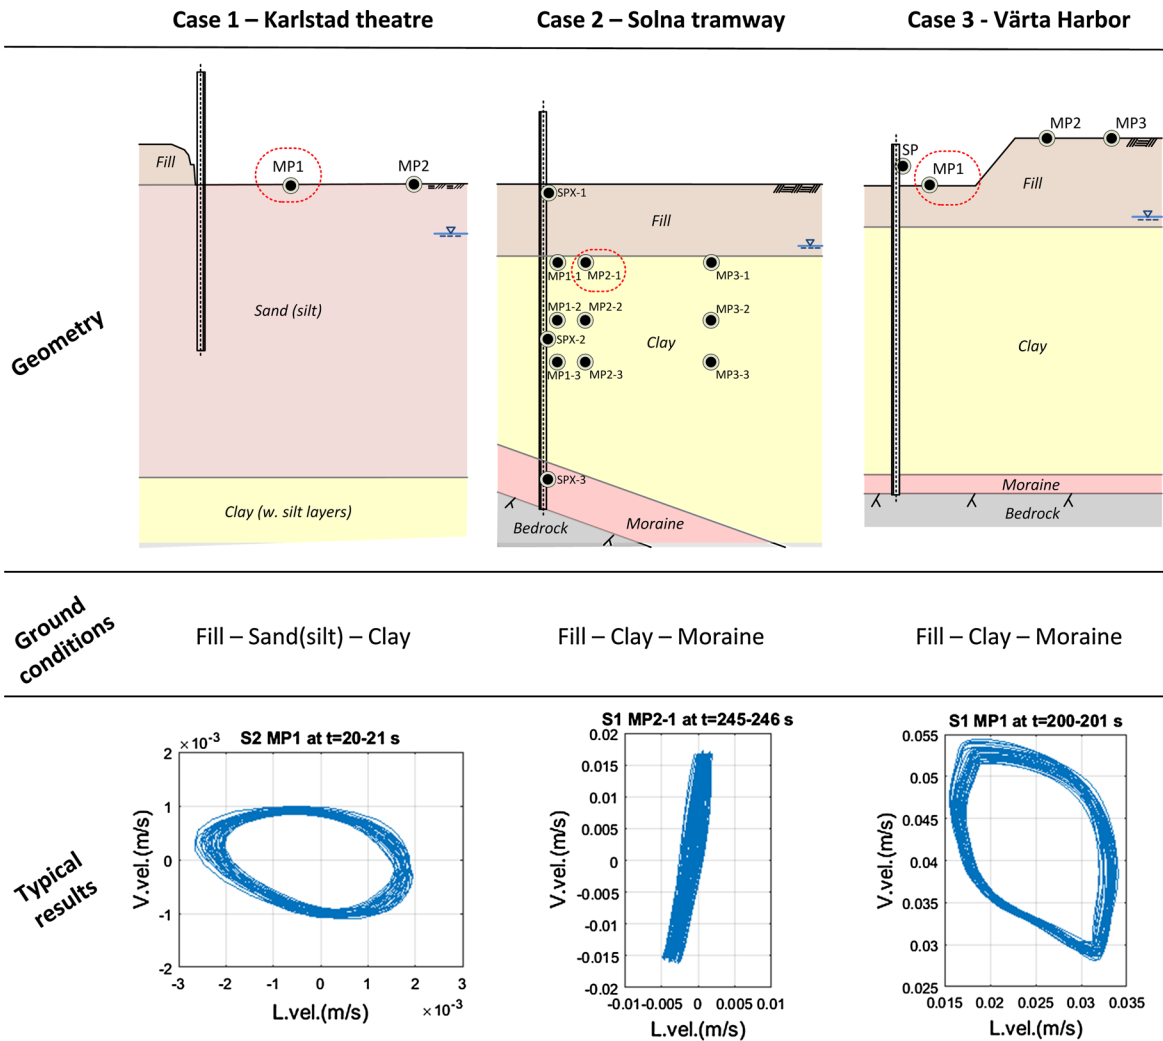 Case 1 – Karlstad theatre
Case 2 – Solna tramway
Case 3 - Värta Harbor
Geometry
Fill
MP1
MP2
Sand (silt)
Clay (w. silt layers)
SPX-1
Fill
MP1-1
MP2-1
MP3-1
MP1-2
MP2-2
MP3-2
SPX-2
Clay
MP1-3
MP2-3
MP3-3
SPX-3
Moraine
Bedrock
SP
MP1
MP2
MP3
Fill
Clay
Moraine
Bedrock
Ground
conditions
Fill – Sand(silt) – Clay
Fill – Clay – Moraine
Fill – Clay – Moraine
Typical
results
S2 MP1 at t=20-21 s
×10⁻³
V.vel.(m/s)
2
1
0
-1
-2
-3 -2 -1 0 1 2 3
×10⁻³
L.vel.(m/s)
S1 MP2-1 at t=245-246 s
V.vel.(m/s)
0.02
0.015
0.01
0.005
0
-0.005
-0.01
-0.015
-0.02
-0.01 -0.005 0 0.005 0.01
L.vel.(m/s)
S1 MP1 at t=200-201 s
V.vel.(m/s)
0.055
0.05
0.045
0.04
0.035
0.03
0.025
0.015 0.02 0.025 0.03 0.035
L.vel.(m/s)